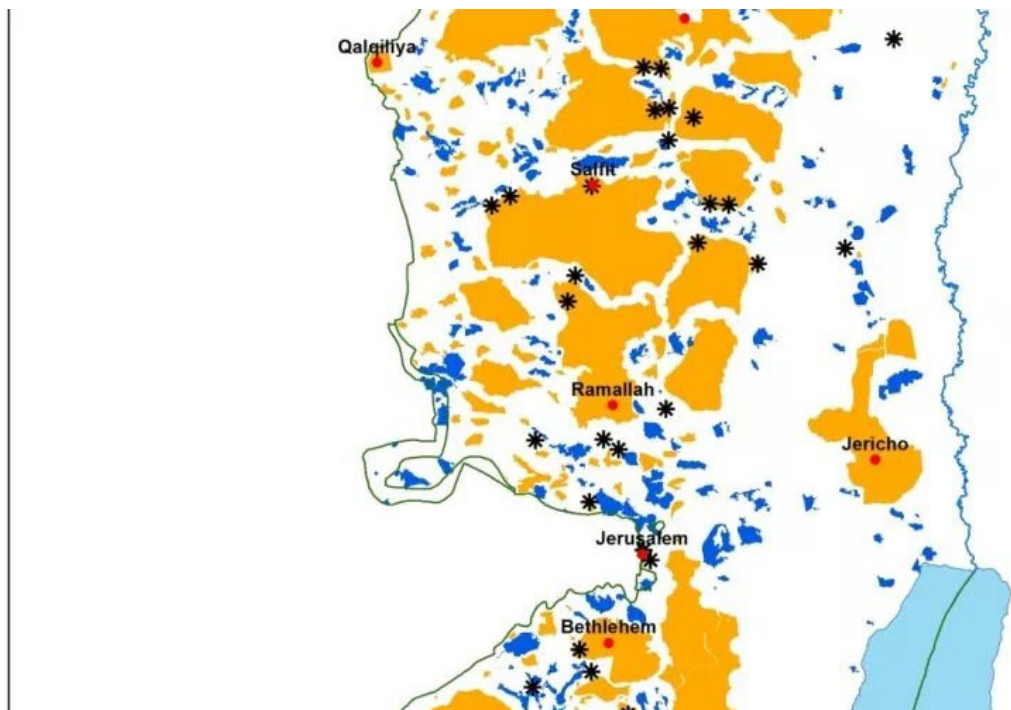 Qalqiliya
Salfit
Ramallah
Jericho
Jerusalem
Bethlehem